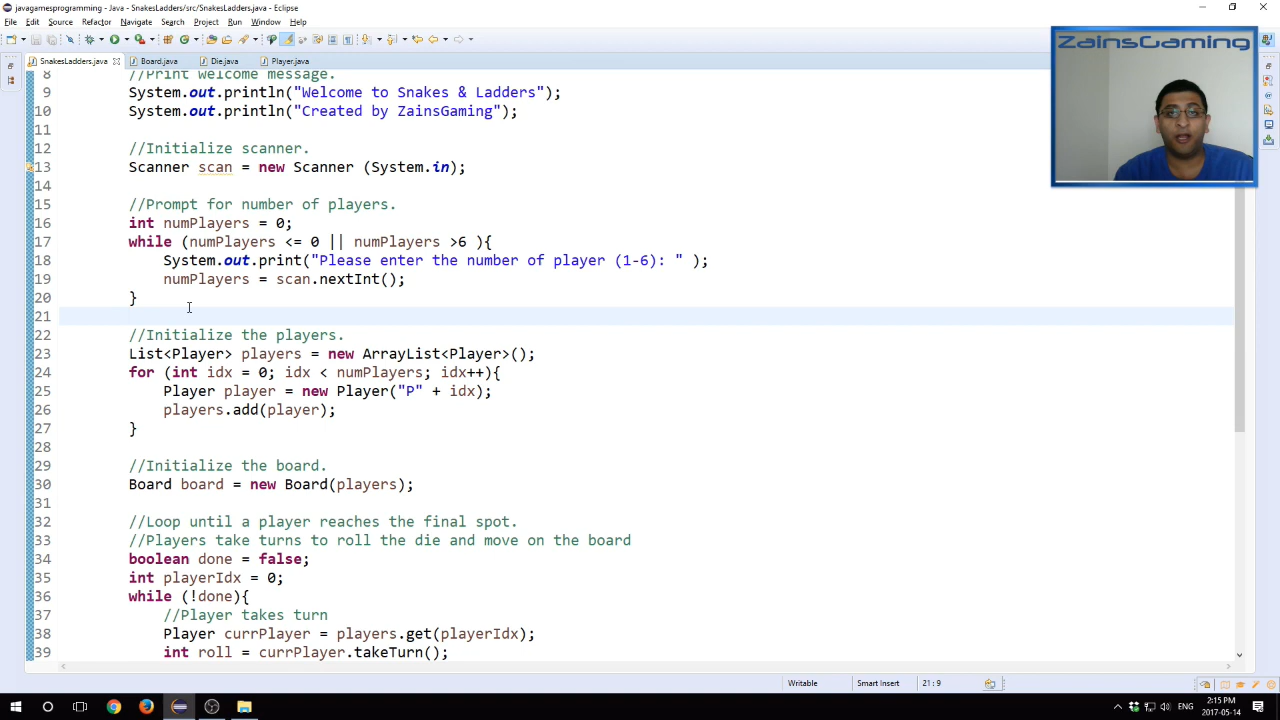 javagamesprogramming - Java - SnakesLadders/src/SnakesLadders.java - Eclipse
File Edit Source Refactor Navigate Search Project Run Window Help
SnakesLadders.java Board.java Die.java Player.java
ZainsGaming
8 //Print welcome message.
9 System.out.println("Welcome to Snakes & Ladders");
10 System.out.println("Created by ZainsGaming");
11
12 //Initialize scanner.
13 Scanner scan = new Scanner (System.in);
14
15 //Prompt for number of players.
16 int numPlayers = 0;
17 while (numPlayers <= 0 || numPlayers >6 ){
18 System.out.print("Please enter the number of player (1-6): " );
19 numPlayers = scan.nextInt();
20 }
21
22 //Initialize the players.
23 List<Player> players = new ArrayList<Player>();
24 for (int idx = 0; idx < numPlayers; idx++){
25 Player player = new Player("P" + idx);
26 players.add(player);
27 }
28
29 //Initialize the board.
30 Board board = new Board(players);
31
32 //Loop until a player reaches the final spot.
33 //Players take turns to roll the die and move on the board
34 boolean done = false;
35 int playerIdx = 0;
36 while (!done){
37 //Player takes turn
38 Player currPlayer = players.get(playerIdx);
39 int roll = currPlayer.takeTurn();
Writable Smart Insert 21 : 9
ENG 2:15 PM
2017-05-14